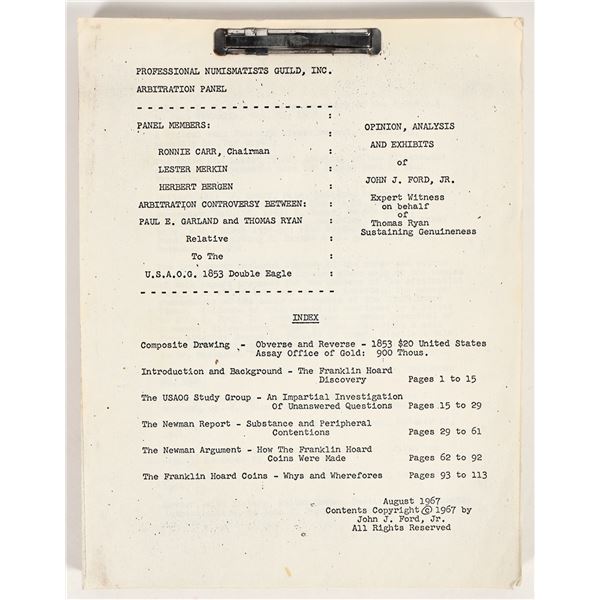 PROFESSIONAL NUMISMATISTS GUILD, INC.
ARBITRATION PANEL
PANEL MEMBERS:
RONNIE CARR, Chairman
LESTER MERKIN
HERBERT BERGEN
ARBITRATION CONTROVERSY BETWEEN:
PAUL E. GARLAND and THOMAS RYAN
Relative
To The
U.S.A.O.G. 1853 Double Eagle
OPINION, ANALYSIS
AND EXHIBITS
of
JOHN J. FORD, JR.
Expert Witness
on behalf
of
Thomas Ryan
Sustaining Genuineness
INDEX
Composite Drawing - Obverse and Reverse - 1853 $20 United States
Assay Office of Gold: 900 Thous.
Introduction and Background - The Franklin Hoard
Discovery Pages 1 to 15
The USAOG Study Group - An Impartial Investigation
Of Unanswered Questions Pages 15 to 29
The Newman Report - Substance and Peripheral
Contentions Pages 29 to 61
The Newman Argument - How The Franklin Hoard
Coins Were Made Pages 62 to 92
The Franklin Hoard Coins - Whys and Wherefores Pages 93 to 113
August 1967
Contents Copyright © 1967 by
John J. Ford, Jr.
All Rights Reserved